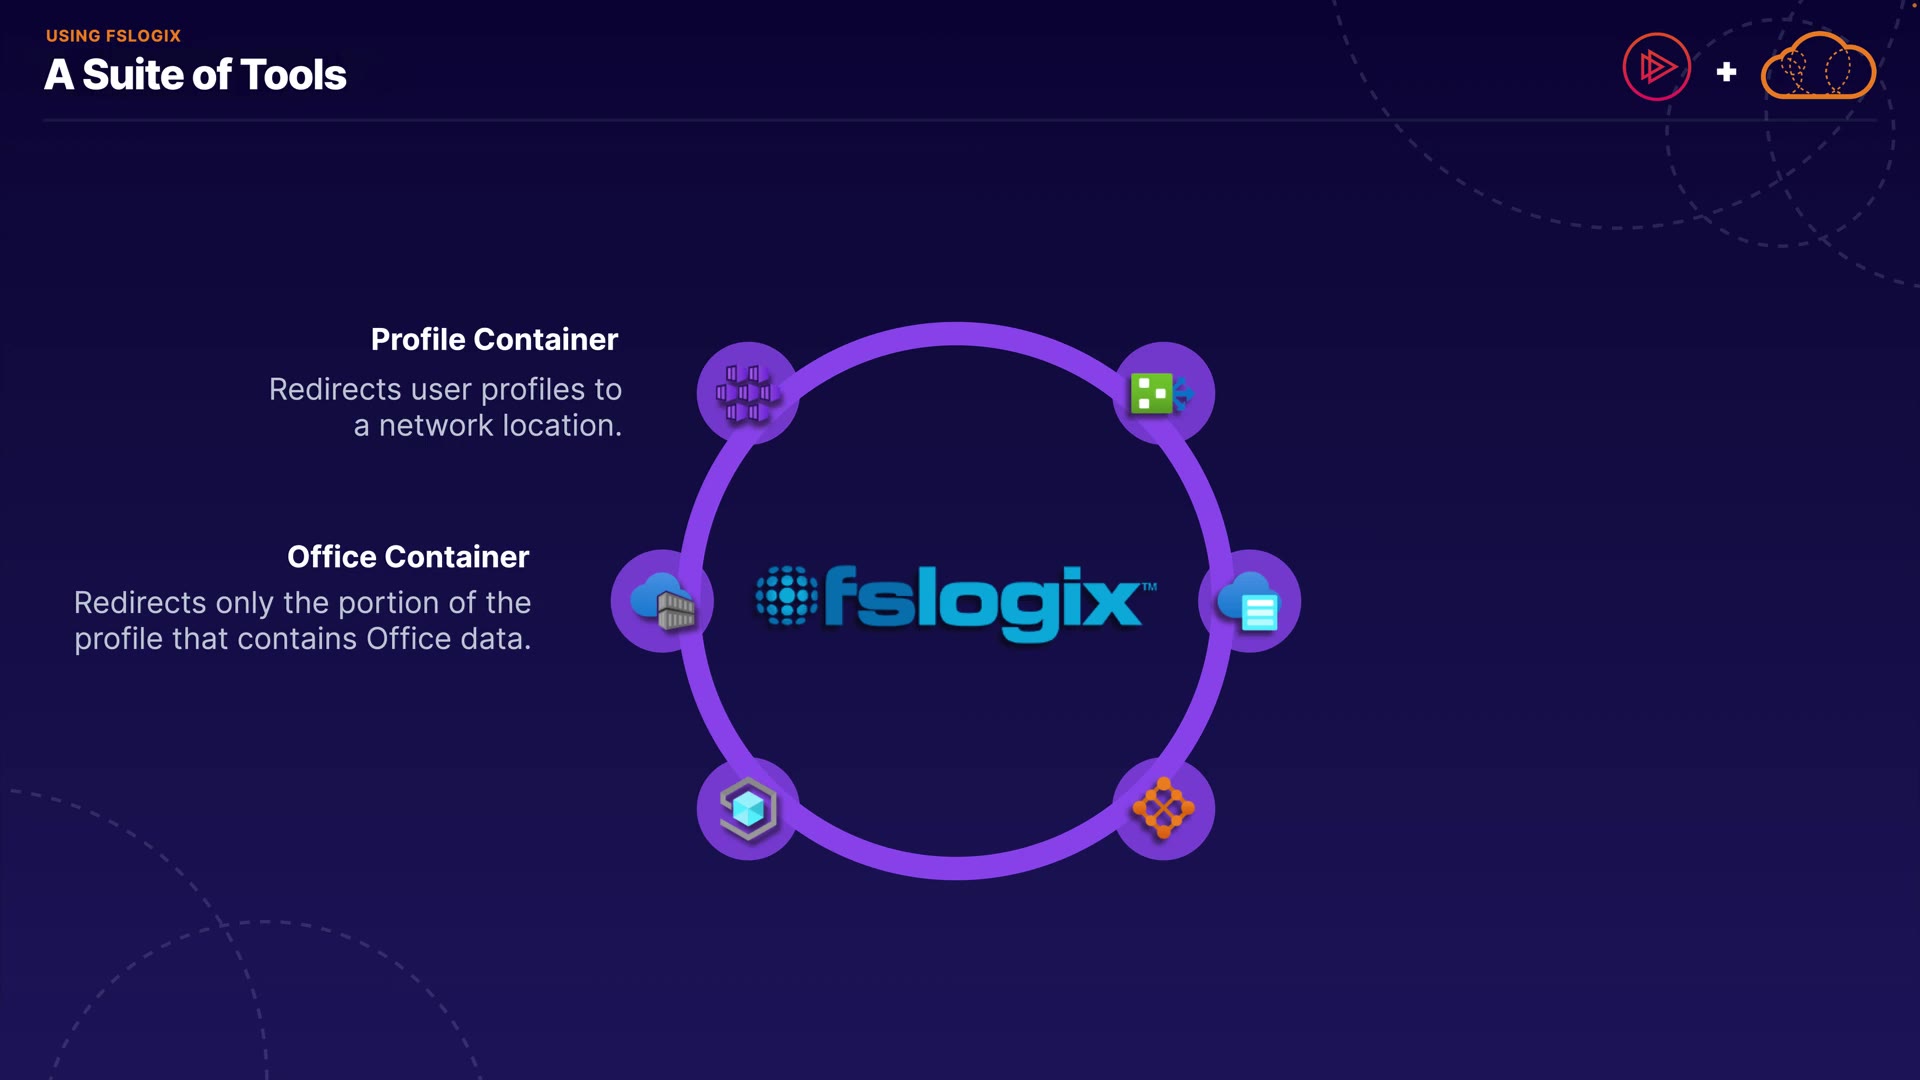 USING FSLOGIX
A Suite of Tools
Profile Container
Redirects user profiles to
a network location.
Office Container
Redirects only the portion of the
profile that contains Office data.
fslogix™